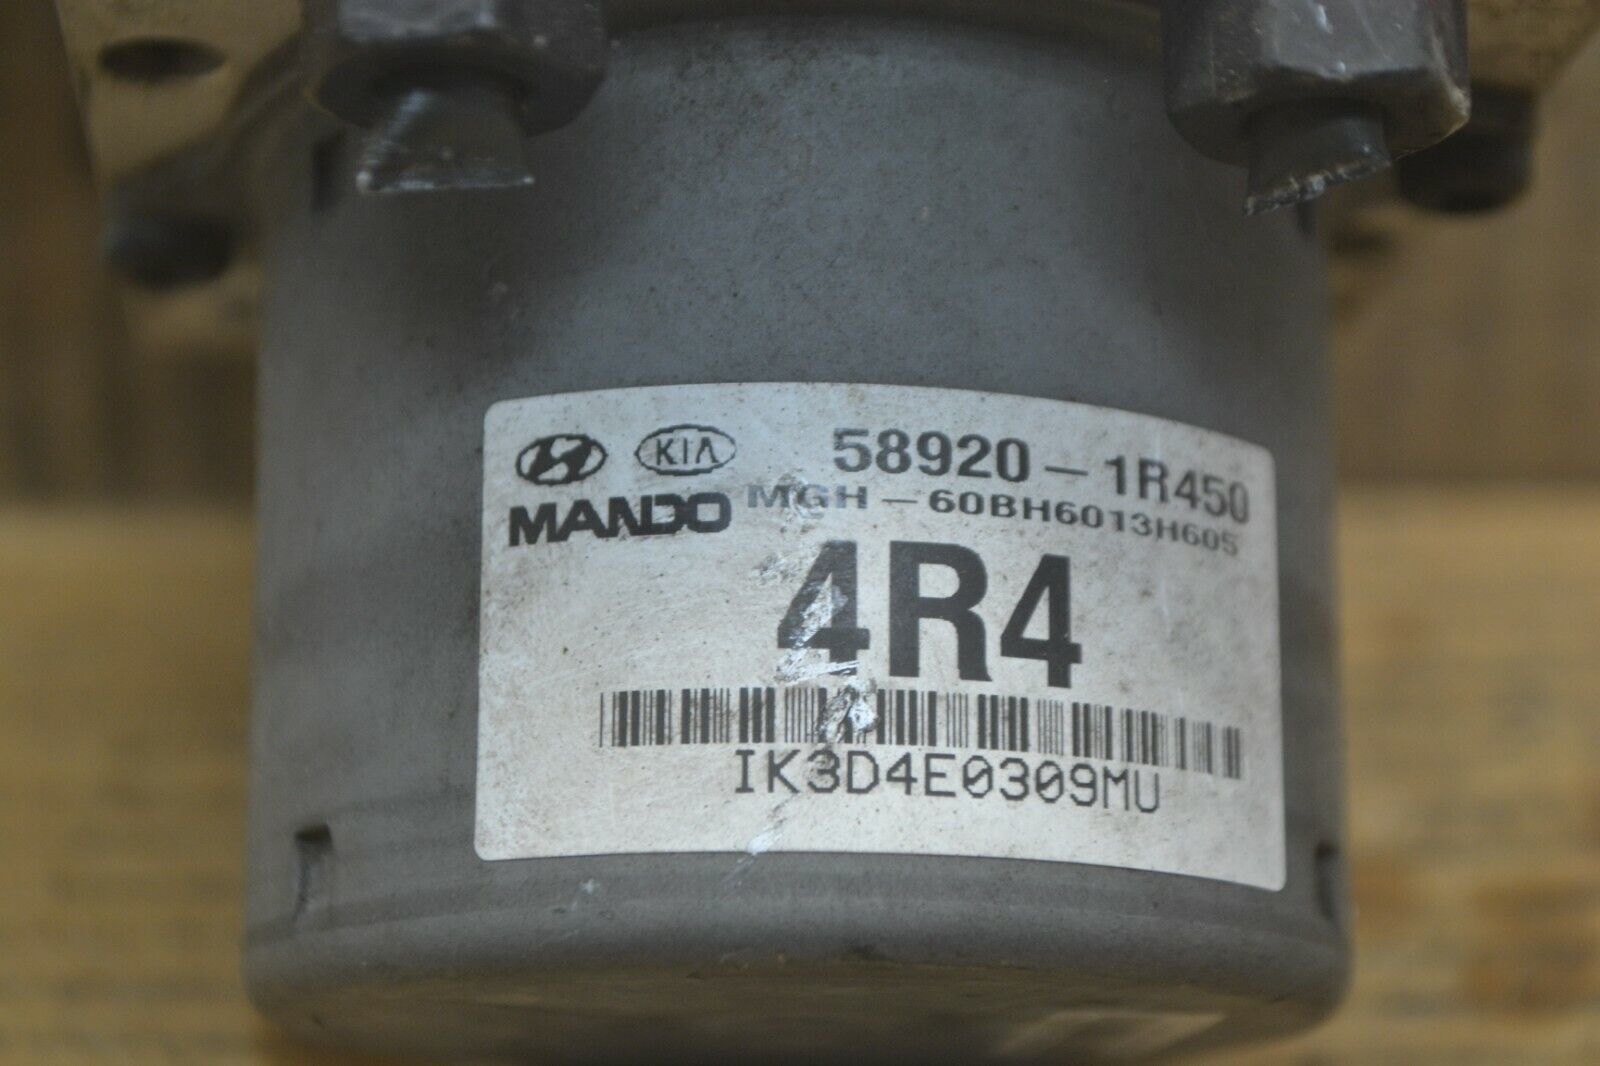 KIA 58920-1R450
MANDO MGH-60BH6013H605
4R4
IK3D4E0309MU